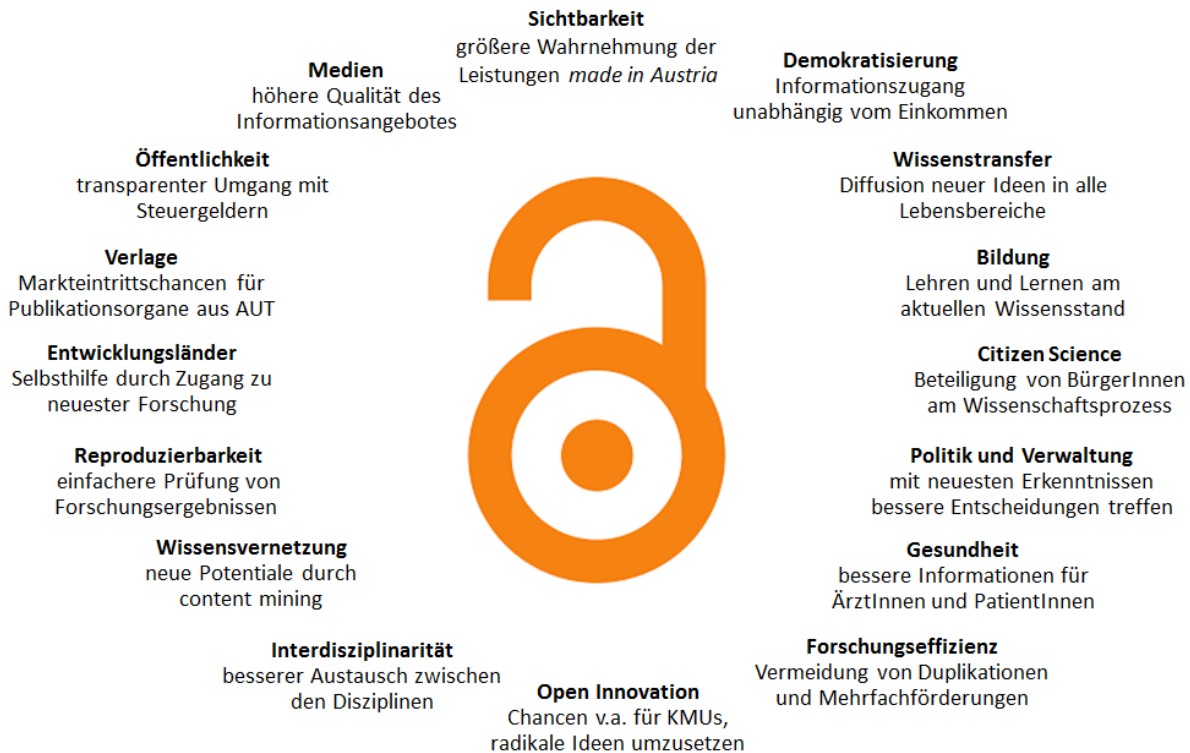 Sichtbarkeit
größere Wahrnehmung der
Leistungen made in Austria
Demokratisierung
Informationszugang
unabhängig vom Einkommen
Wissenstransfer
Diffusion neuer Ideen in alle
Lebensbereiche
Bildung
Lehren und Lernen am
aktuellen Wissensstand
Citizen Science
Beteiligung von BürgerInnen
am Wissenschaftsprozess
Politik und Verwaltung
mit neuesten Erkenntnissen
bessere Entscheidungen treffen
Gesundheit
bessere Informationen für
ÄrztInnen und PatientInnen
Forschungseffizienz
Vermeidung von Duplikationen
und Mehrfachförderungen
Open Innovation
Chancen v.a. für KMUs,
radikale Ideen umzusetzen
Interdisziplinarität
besserer Austausch zwischen
den Disziplinen
Wissensvernetzung
neue Potentiale durch
content mining
Reproduzierbarkeit
einfachere Prüfung von
Forschungsergebnissen
Entwicklungsländer
Selbsthilfe durch Zugang zu
neuester Forschung
Verlage
Markteintrittschancen für
Publikationsorgane aus AUT
Öffentlichkeit
transparenter Umgang mit
Steuergeldern
Medien
höhere Qualität des
Informationsangebotes